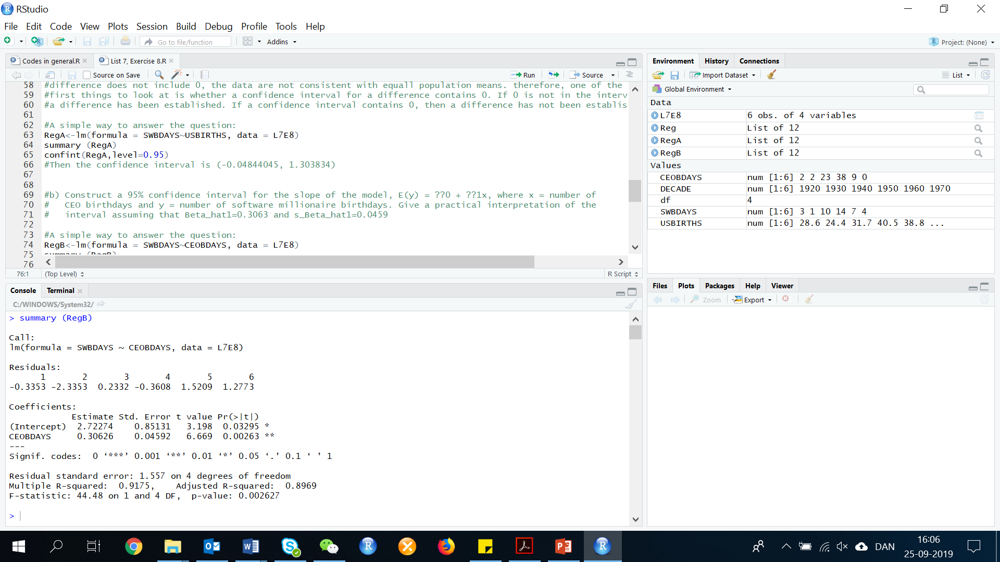 RStudio
File Edit Code View Plots Session Build Debug Profile Tools Help
Go to file/function Addins Project: (None)
Codes in general.R List 7, Exercise 8.R
Source on Save Run Source
58 #difference does not include 0, the data are not consistent with equall population means. therefore, one of the
59 #first things to look at is whether a confidence interval for a difference contains 0. If 0 is not in the interv
60 #a difference has been established. If a confidence interval contains 0, then a difference has not been establis
61
62 #A simple way to answer the question:
63 RegA<-lm(formula = SWBDAYS~USBIRTHS, data = L7E8)
64 summary (RegA)
65 confint(RegA,level=0.95)
66 #Then the confidence interval is (-0.04844045, 1.303834)
67
68
69 #b) Construct a 95% confidence interval for the slope of the model, E(y) = ??0 + ??1x, where x = number of
70 #   CEO birthdays and y = number of software millionaire birthdays. Give a practical interpretation of the
71 #   interval assuming that Beta_hat1=0.3063 and s_Beta_hat1=0.0459
72
73 #A simple way to answer the question:
74 RegB<-lm(formula = SWBDAYS~CEOBDAYS, data = L7E8)
75 summary (RegB)
76
76:1 (Top Level) R Script
Console Terminal
C:/WINDOWS/System32/
> summary (RegB)
Call:
lm(formula = SWBDAYS ~ CEOBDAYS, data = L7E8)
Residuals:
1 2 3 4 5 6
-0.3353 -2.3353 0.2332 -0.3608 1.5209 1.2773
Coefficients:
Estimate Std. Error t value Pr(>|t|)
(Intercept) 2.72274 0.85131 3.198 0.03295 *
CEOBDAYS 0.30626 0.04592 6.669 0.00263 **
---
Signif. codes: 0 ‘***’ 0.001 ‘**’ 0.01 ‘*’ 0.05 ‘.’ 0.1 ‘ ’ 1
Residual standard error: 1.557 on 4 degrees of freedom
Multiple R-squared: 0.9175, Adjusted R-squared: 0.8969
F-statistic: 44.48 on 1 and 4 DF, p-value: 0.002627
>
Environment History Connections
Import Dataset List
Global Environment
Data
L7E8 6 obs. of 4 variables
Reg List of 12
RegA List of 12
RegB List of 12
Values
CEOBDAYS num [1:6] 2 2 23 38 9 0
DECADE num [1:6] 1920 1930 1940 1950 1960 1970
df 4
SWBDAYS num [1:6] 3 1 10 14 7 4
USBIRTHS num [1:6] 28.6 24.4 31.7 40.5 38.8 ...
Files Plots Packages Help Viewer
Zoom Export
DAN
16:06
25-09-2019